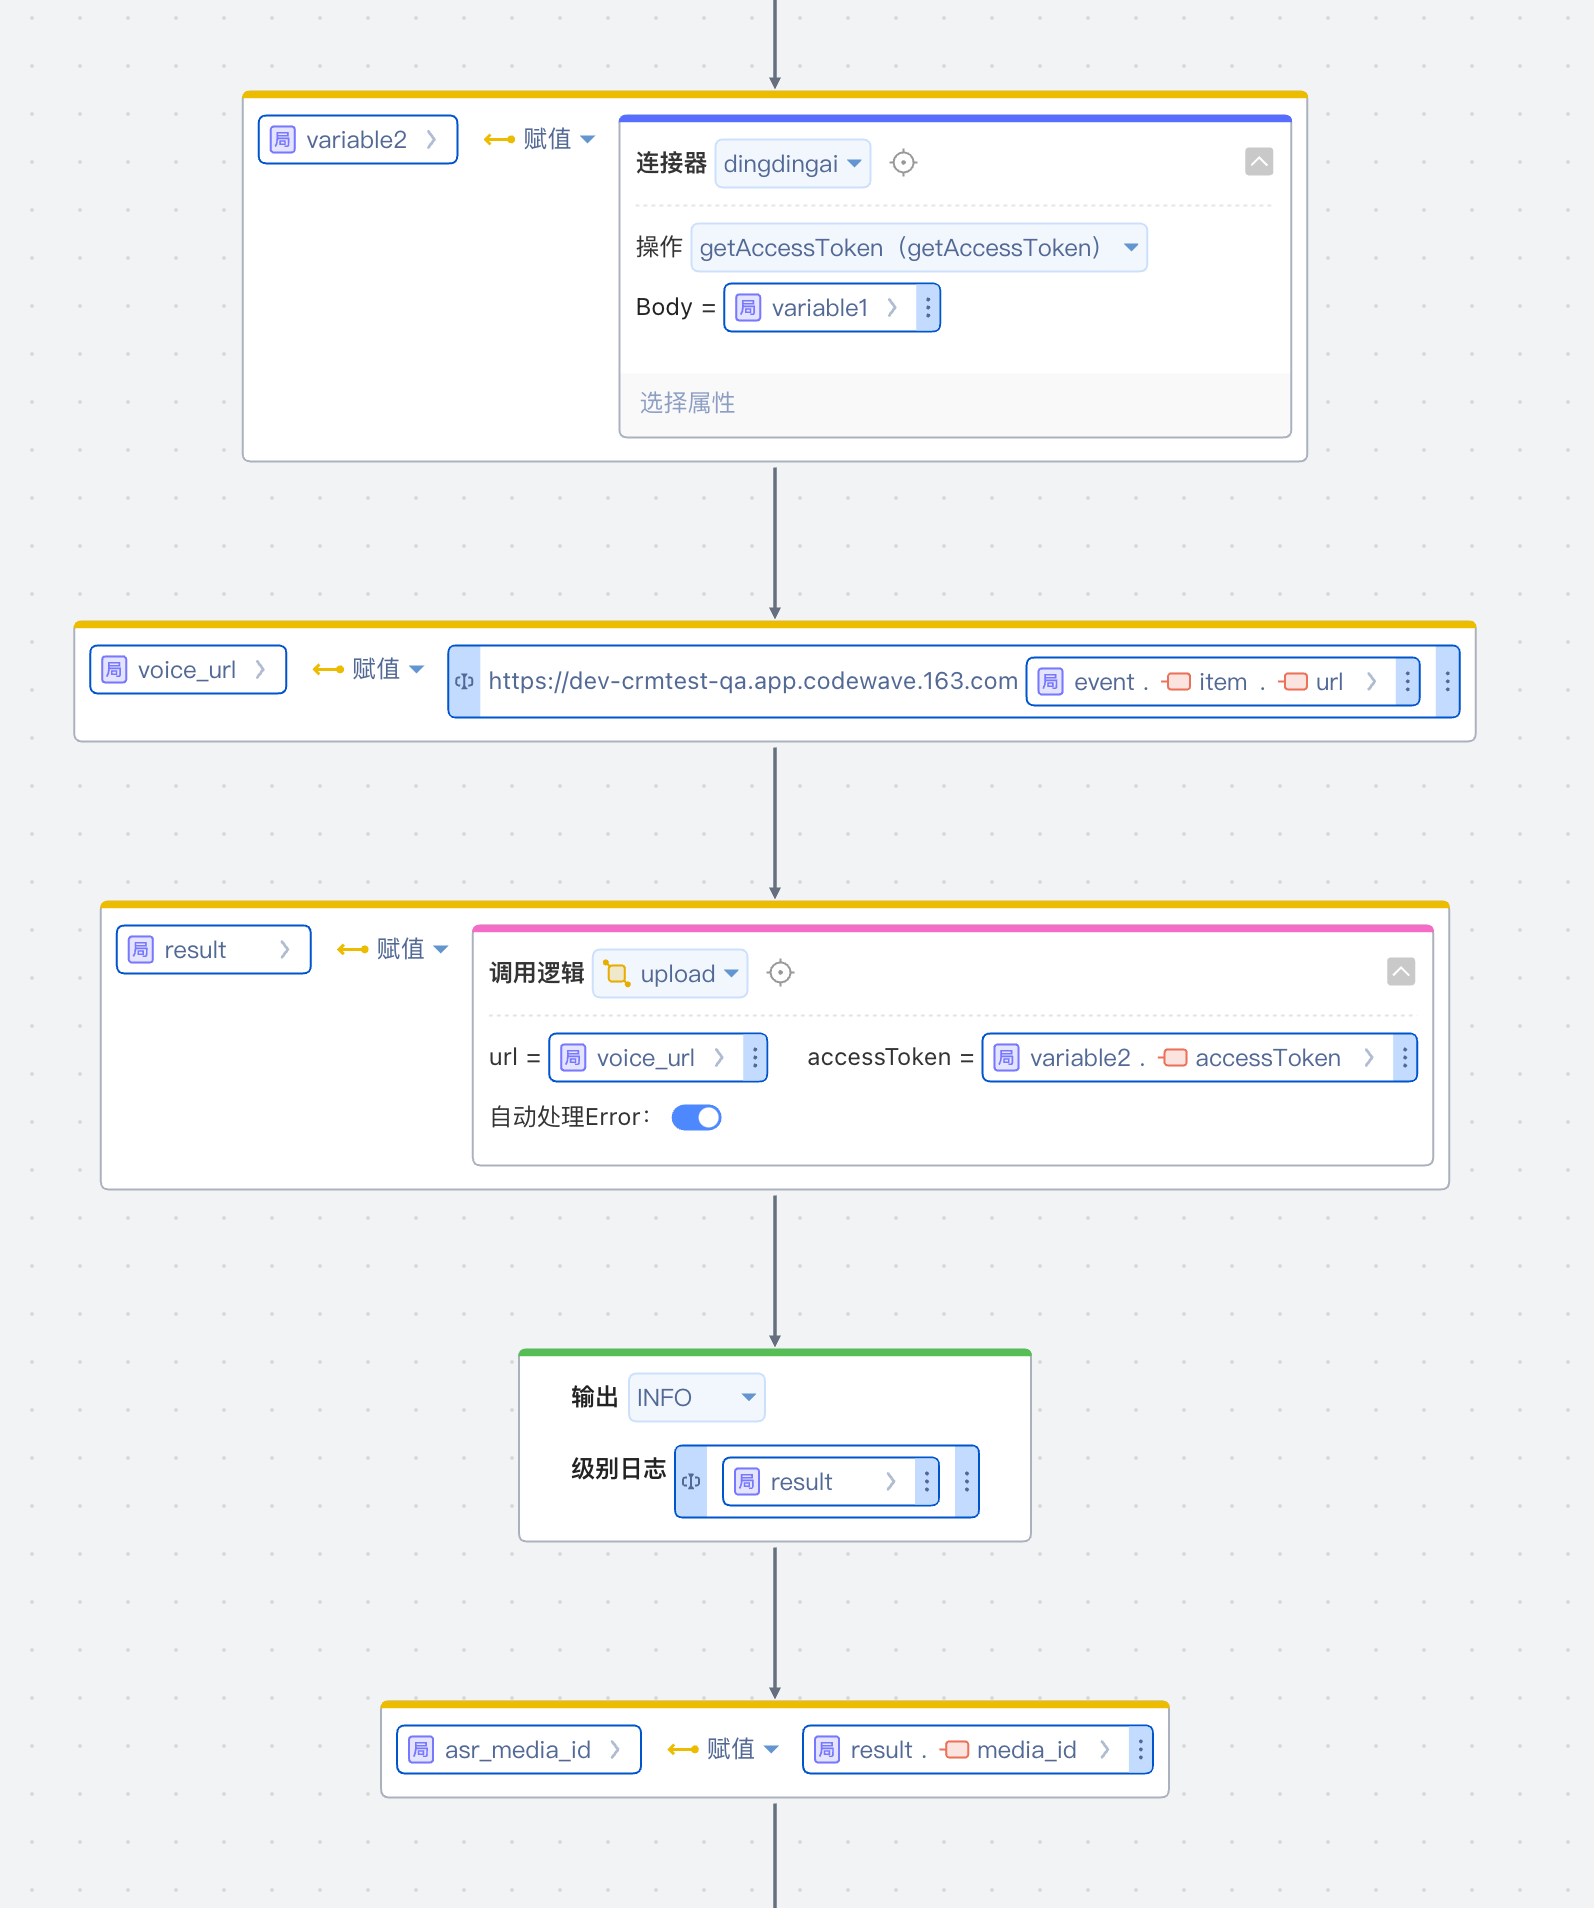 局 variable2 赋值
连接器 dingdingai
操作 getAccessToken（getAccessToken）
Body = 局 variable1
选择属性
局 voice_url 赋值 https://dev-crmtest-qa.app.codewave.163.com 局 event . item . url
局 result 赋值
调用逻辑 upload
url = 局 voice_url accessToken = 局 variable2 . accessToken
自动处理Error：
输出 INFO
级别日志 局 result
局 asr_media_id 赋值 局 result . media_id